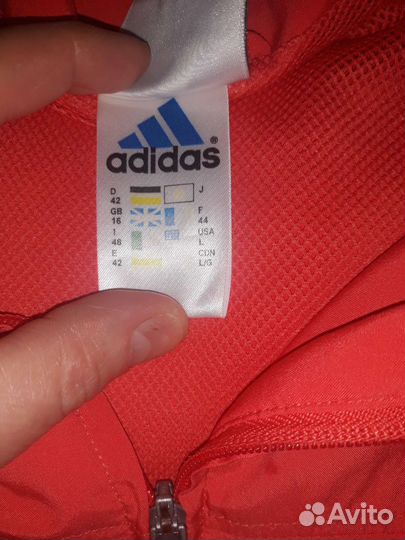 adidas®
D J
42
GB F
16 44
I USA
48 L
E CDN
42 L/G
Avito